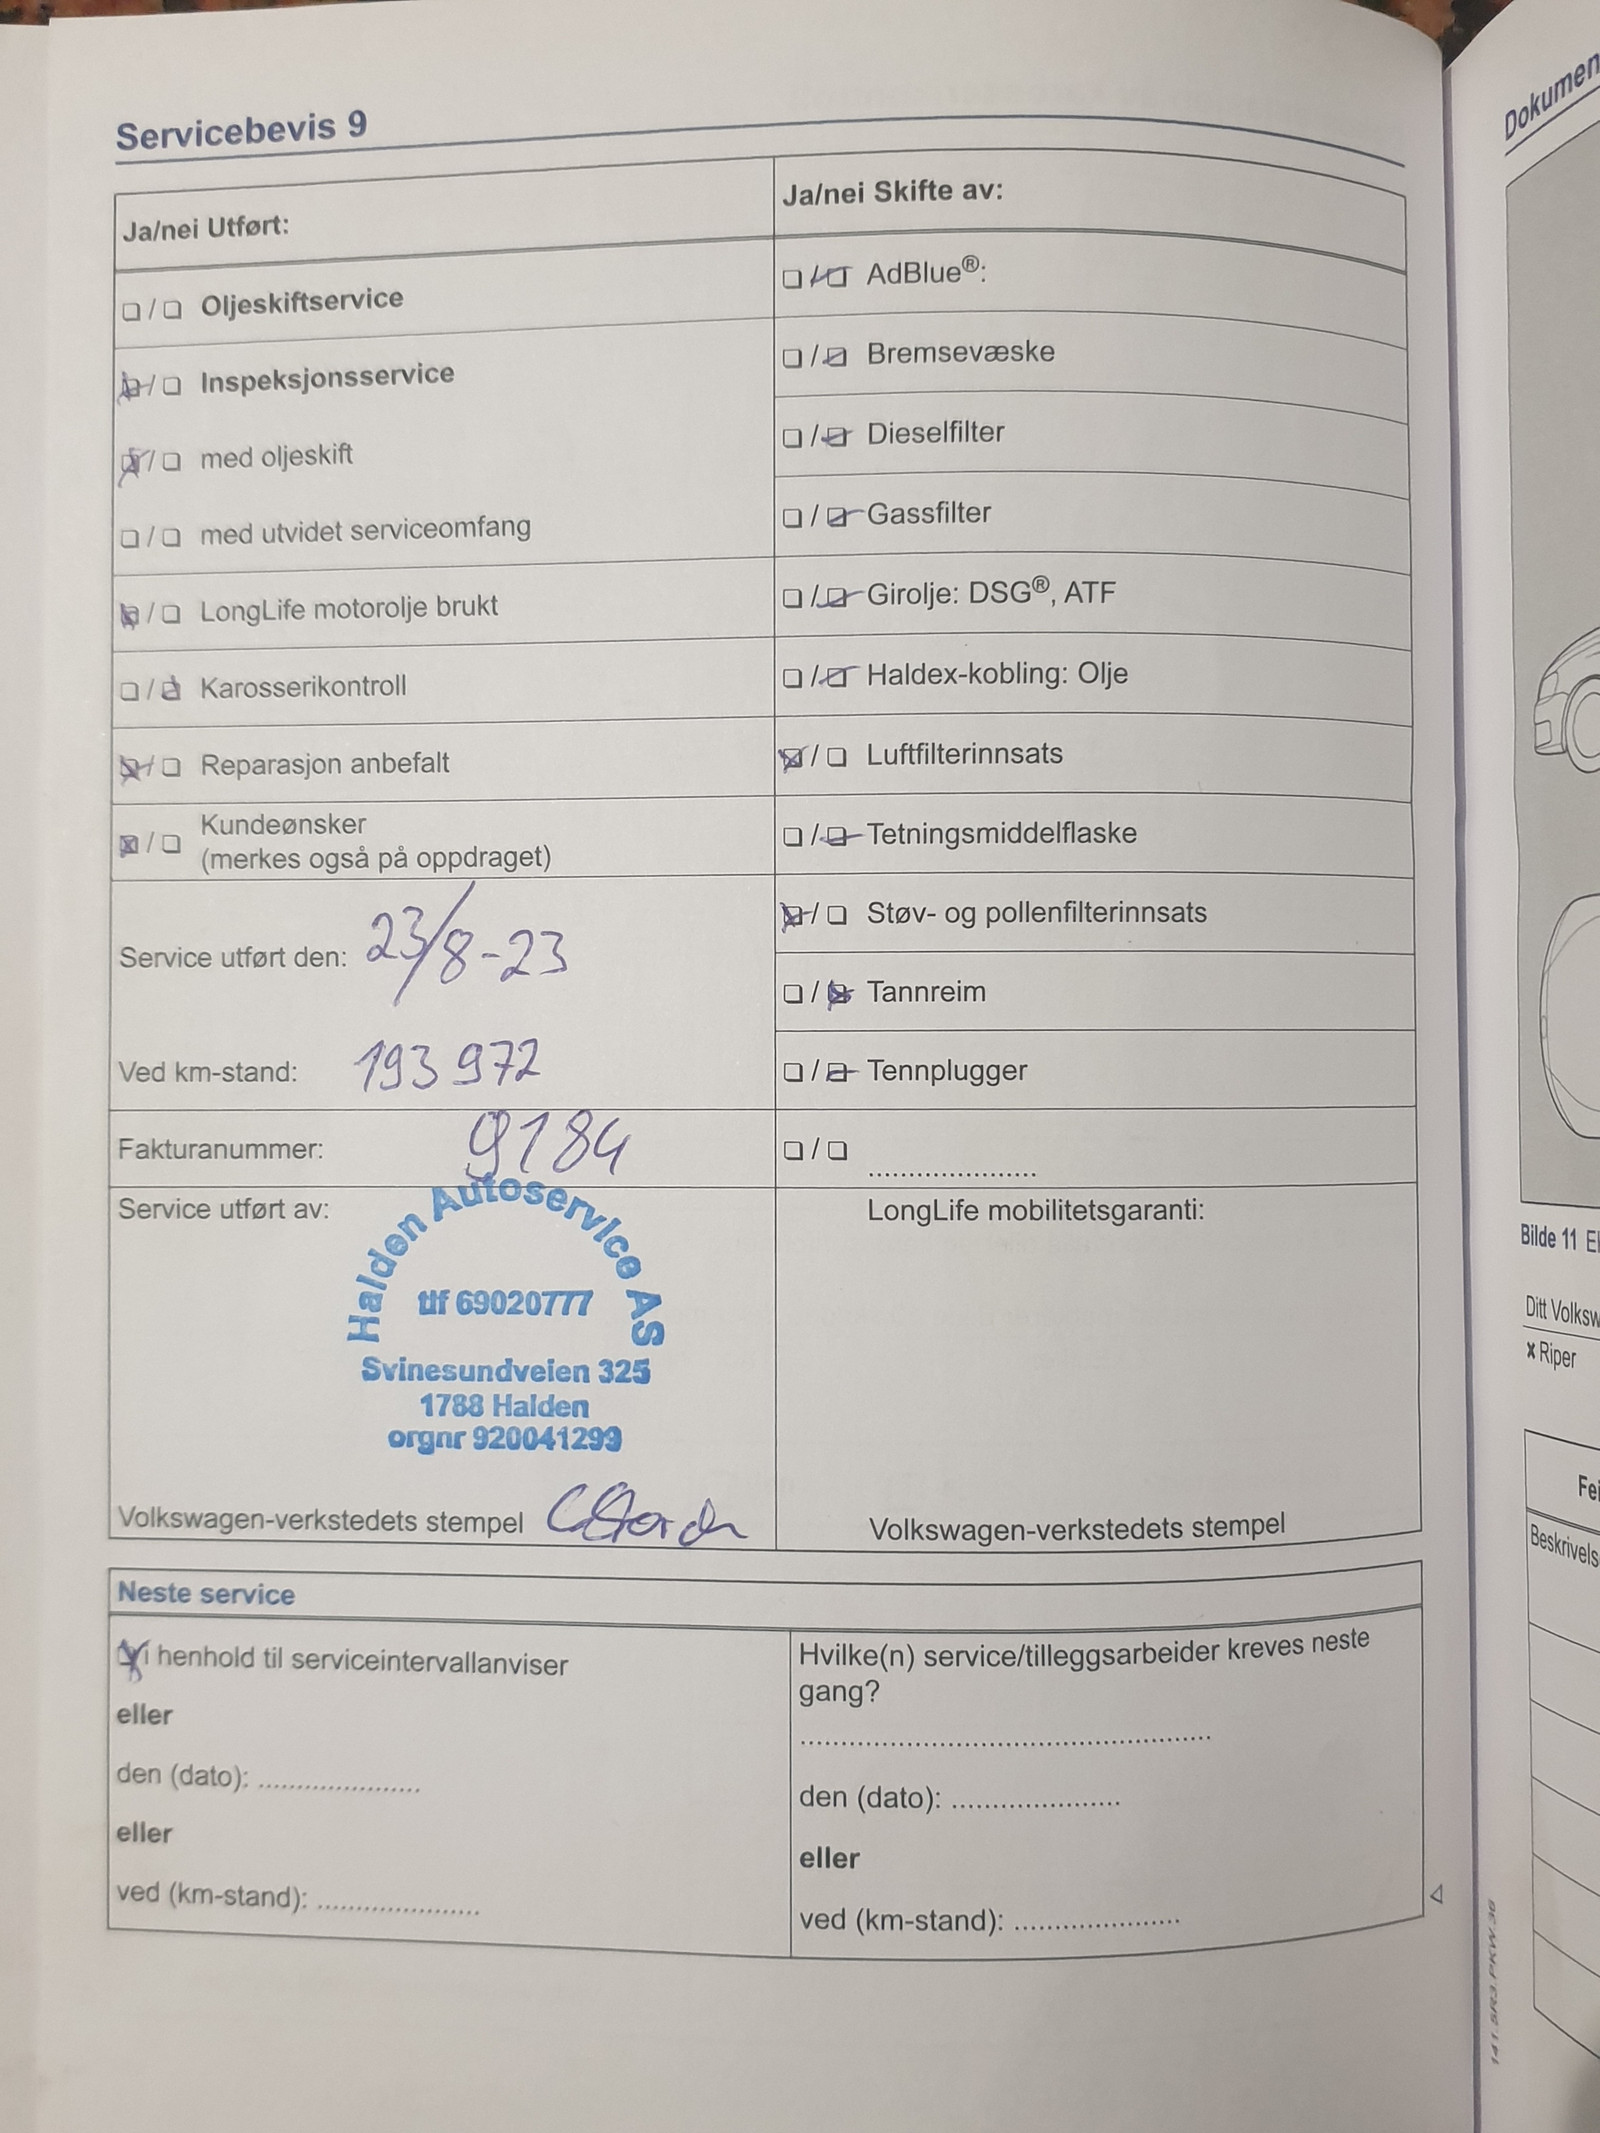 Servicebevis 9
Ja/nei Utført:
☐ / ☐ Oljeskiftservice
☒ / ☐ Inspeksjonsservice
☒ / ☐ med oljeskift
☐ / ☐ med utvidet serviceomfang
☒ / ☐ LongLife motorolje brukt
☐ / ☒ Karosserikontroll
☒ / ☐ Reparasjon anbefalt
☒ / ☐ Kundeønsker
(merkes også på oppdraget)
Service utført den: 23/8-23
Ved km-stand: 193 972
Fakturanummer: 9184
Service utført av:
Halden Autoservice AS
tlf 69020777
Svinesundveien 325
1788 Halden
orgnr 920041299
Volkswagen-verkstedets stempel
Ja/nei Skifte av:
☐ / ☒ AdBlue®:
☐ / ☒ Bremsevæske
☐ / ☒ Dieselfilter
☐ / ☒ Gassfilter
☐ / ☒ Girolje: DSG®, ATF
☐ / ☒ Haldex-kobling: Olje
☒ / ☐ Luftfilterinnsats
☐ / ☒ Tetningsmiddelflaske
☒ / ☐ Støv- og pollenfilterinnsats
☐ / ☒ Tannreim
☐ / ☒ Tennplugger
☐ / ☐ .....................
LongLife mobilitetsgaranti:
Volkswagen-verkstedets stempel
Neste service
☒ i henhold til serviceintervallanviser
eller
den (dato): .....................
eller
ved (km-stand): .....................
Hvilke(n) service/tilleggsarbeider kreves neste
gang?
....................................................
den (dato): .....................
eller
ved (km-stand): .....................
141.5R3.PKW.36
Bilde 11
x Riper